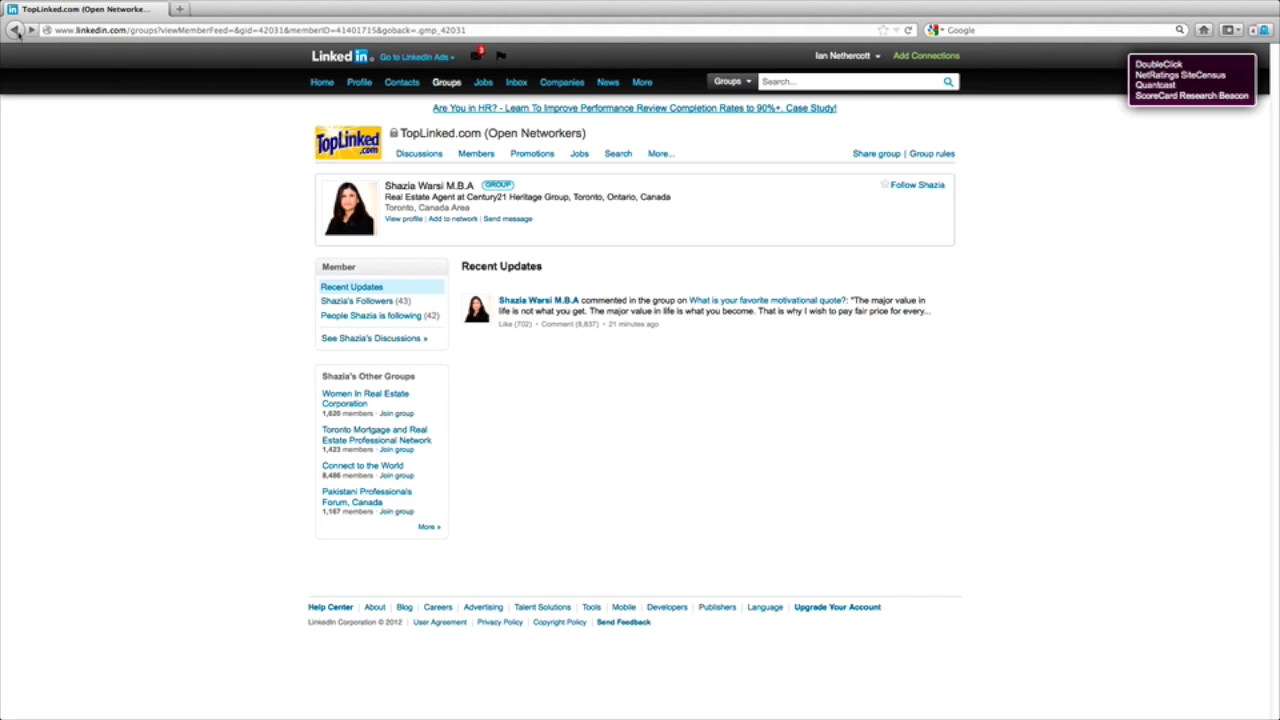 TopLinked.com (Open Networke...
www.linkedin.com/groups?viewMemberFeed=&gid=42031&memberID=41401715&goback=.gmp_42031
Google
Linked in. Go to LinkedIn Ads » 3
Ian Nethercott Add Connections
Home Profile Contacts Groups Jobs Inbox Companies News More
Groups Search...
DoubleClick
NetRatings SiteCensus
Quantcast
ScoreCard Research Beacon
Are You in HR? - Learn To Improve Performance Review Completion Rates to 90%+. Case Study!
TopLinked
.com
TopLinked.com (Open Networkers)
Discussions Members Promotions Jobs Search More...
Share group | Group rules
Shazia Warsi M.B.A GROUP
Follow Shazia
Real Estate Agent at Century21 Heritage Group, Toronto, Ontario, Canada
Toronto, Canada Area
View profile | Add to network | Send message
Member
Recent Updates
Shazia's Followers (43)
People Shazia is following (42)
See Shazia's Discussions »
Recent Updates
Shazia Warsi M.B.A commented in the group on What is your favorite motivational quote?: "The major value in
life is not what you get. The major value in life is what you become. That is why I wish to pay fair price for every...
Like (702) • Comment (8,637) • 21 minutes ago
Shazia's Other Groups
Women In Real Estate
Corporation
1,620 members · Join group
Toronto Mortgage and Real
Estate Professional Network
1,423 members · Join group
Connect to the World
8,486 members · Join group
Pakistani Professionals
Forum, Canada
1,167 members · Join group
More »
Help Center | About | Blog | Careers | Advertising | Talent Solutions | Tools | Mobile | Developers | Publishers | Language | Upgrade Your Account
LinkedIn Corporation © 2012 | User Agreement | Privacy Policy | Copyright Policy | Send Feedback